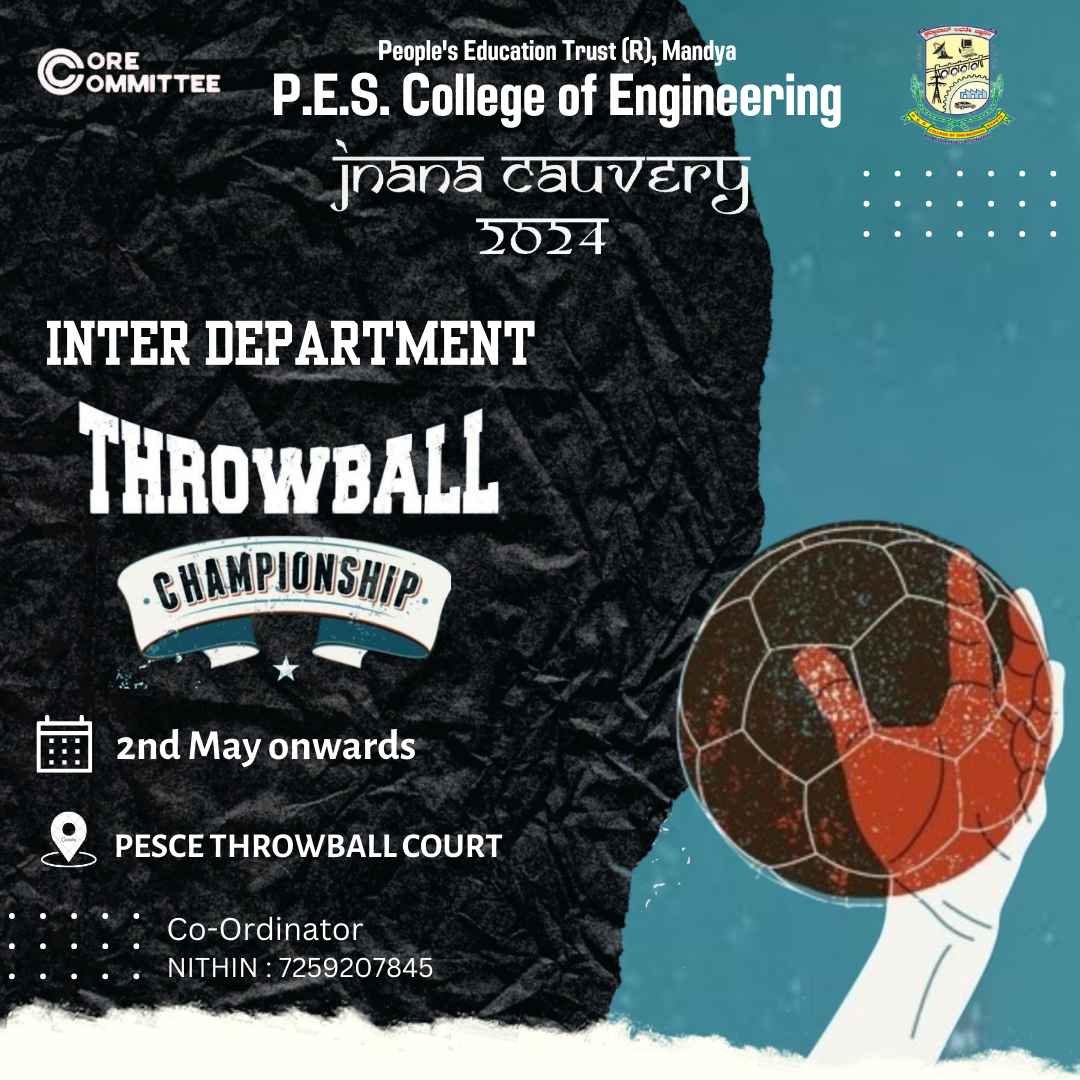 CORE
COMMITTEE
People's Education Trust (R), Mandya
P.E.S. College of Engineering
Jnana Cauvery
2024
INTER DEPARTMENT
THROWBALL
CHAMPIONSHIP
2nd May onwards
PESCE THROWBALL COURT
Co-Ordinator
NITHIN : 7259207845